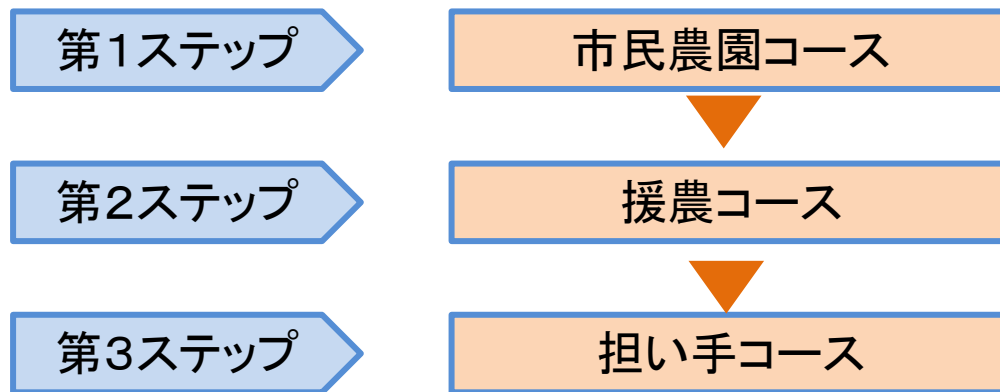 第１ステップ
市民農園コース
第２ステップ
援農コース
第３ステップ
担い手コース